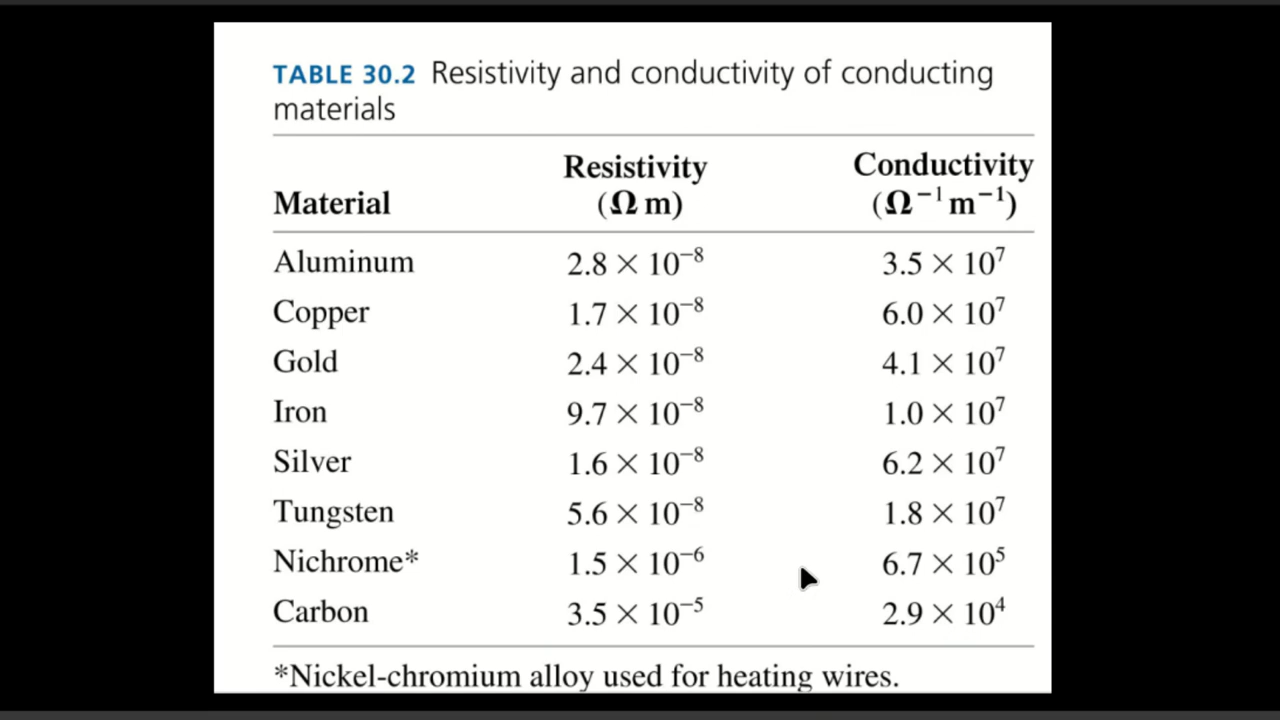 TABLE 30.2 Resistivity and conductivity of conducting
materials
Resistivity Conductivity
Material (Ω m) (Ω⁻¹ m⁻¹)
Aluminum 2.8 × 10⁻⁸ 3.5 × 10⁷
Copper 1.7 × 10⁻⁸ 6.0 × 10⁷
Gold 2.4 × 10⁻⁸ 4.1 × 10⁷
Iron 9.7 × 10⁻⁸ 1.0 × 10⁷
Silver 1.6 × 10⁻⁸ 6.2 × 10⁷
Tungsten 5.6 × 10⁻⁸ 1.8 × 10⁷
Nichrome* 1.5 × 10⁻⁶ 6.7 × 10⁵
Carbon 3.5 × 10⁻⁵ 2.9 × 10⁴
*Nickel-chromium alloy used for heating wires.